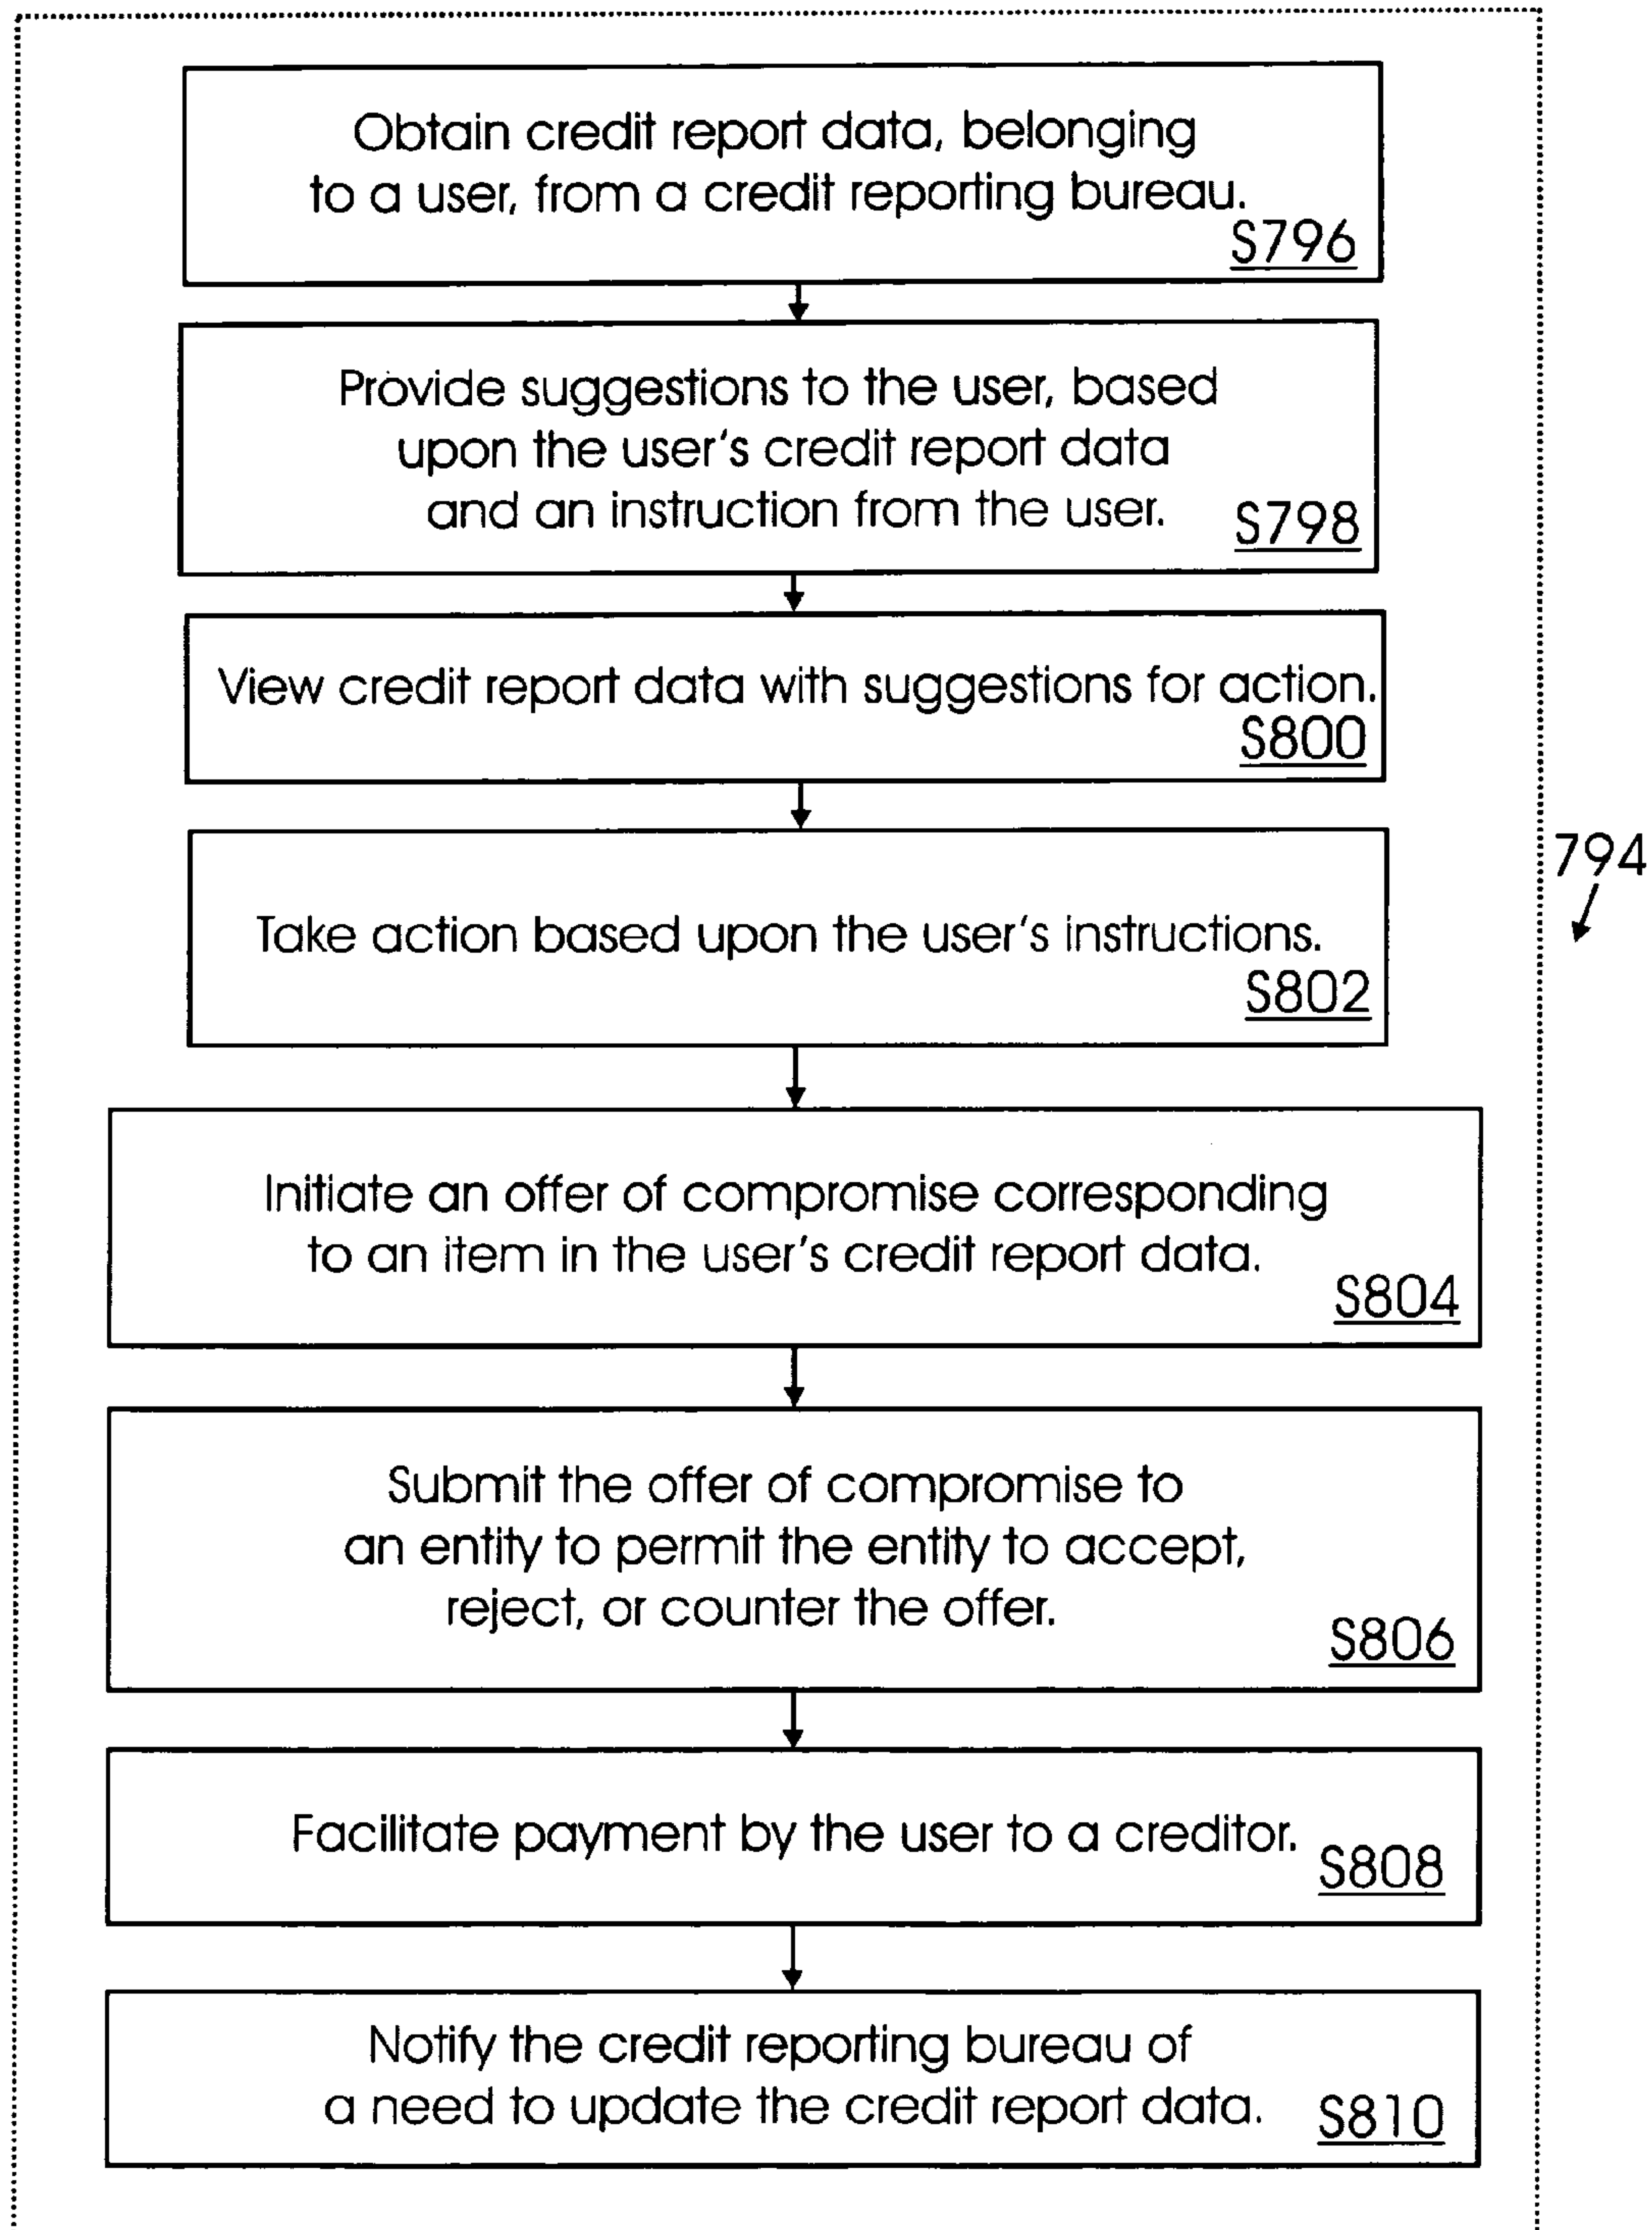 Obtain credit report data, belonging
to a user, from a credit reporting bureau.
S796
Provide suggestions to the user, based
upon the user's credit report data
and an instruction from the user.
S798
View credit report data with suggestions for action.
S800
794
Take action based upon the user's instructions.
S802
Initiate an offer of compromise corresponding
to an item in the user's credit report data.
S804
Submit the offer of compromise to
an entity to permit the entity to accept,
reject, or counter the offer.
S806
Facilitate payment by the user to a creditor.
S808
Notify the credit reporting bureau of
a need to update the credit report data.
S810